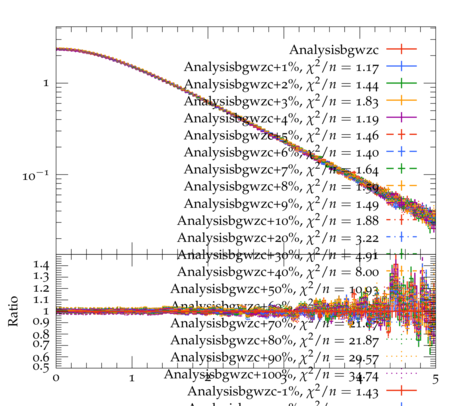 Analysisbgwzc
Analysisbgwzc+1%, χ²/n = 1.17
Analysisbgwzc+2%, χ²/n = 1.44
Analysisbgwzc+3%, χ²/n = 1.83
Analysisbgwzc+4%, χ²/n = 1.19
Analysisbgwzc+5%, χ²/n = 1.46
Analysisbgwzc+6%, χ²/n = 1.40
Analysisbgwzc+7%, χ²/n = 1.64
Analysisbgwzc+8%, χ²/n = 1.59
Analysisbgwzc+9%, χ²/n = 1.49
Analysisbgwzc+10%, χ²/n = 1.88
Analysisbgwzc+20%, χ²/n = 3.22
Analysisbgwzc+30%, χ²/n = 4.91
Analysisbgwzc+40%, χ²/n = 8.00
Analysisbgwzc+50%, χ²/n = 10.93
Analysisbgwzc+70%, χ²/n =
Analysisbgwzc+80%, χ²/n = 21.87
Analysisbgwzc+90%, χ²/n = 29.57
Analysisbgwzc+100%, χ²/n = 34.74
Analysisbgwzc-1%, χ²/n = 1.43
1
10⁻¹
Ratio
1.4
1.3
1.2
1.1
1
0.9
0.8
0.7
0.6
0.5
0 1 2 3 4 5